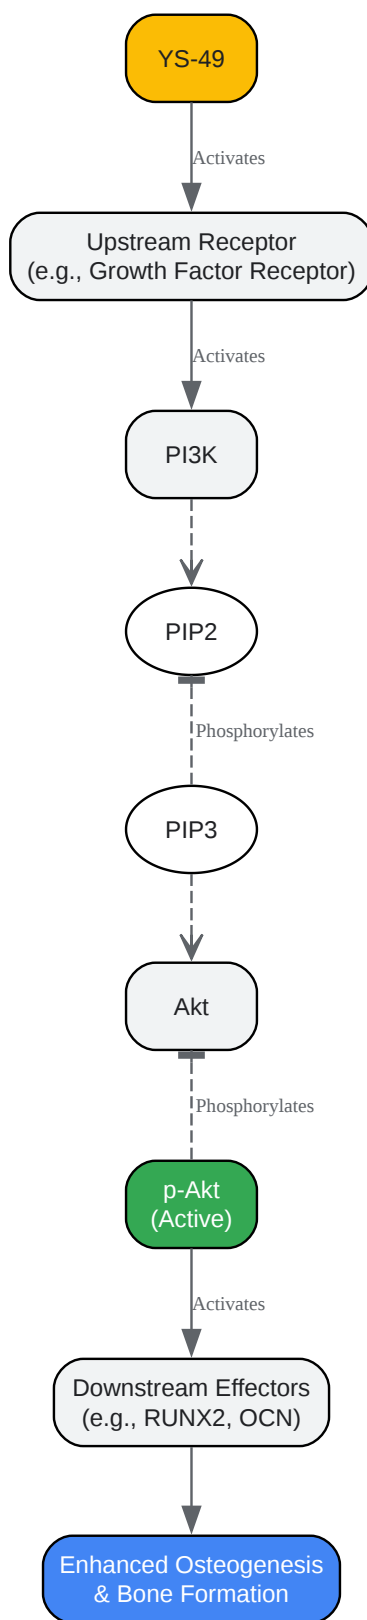 YS-49
Activates
Upstream Receptor
(e.g., Growth Factor Receptor)
Activates
PI3K
PIP2
Phosphorylates
PIP3
Akt
Phosphorylates
p-Akt
(Active)
Activates
Downstream Effectors
(e.g., RUNX2, OCN)
Enhanced Osteogenesis
& Bone Formation